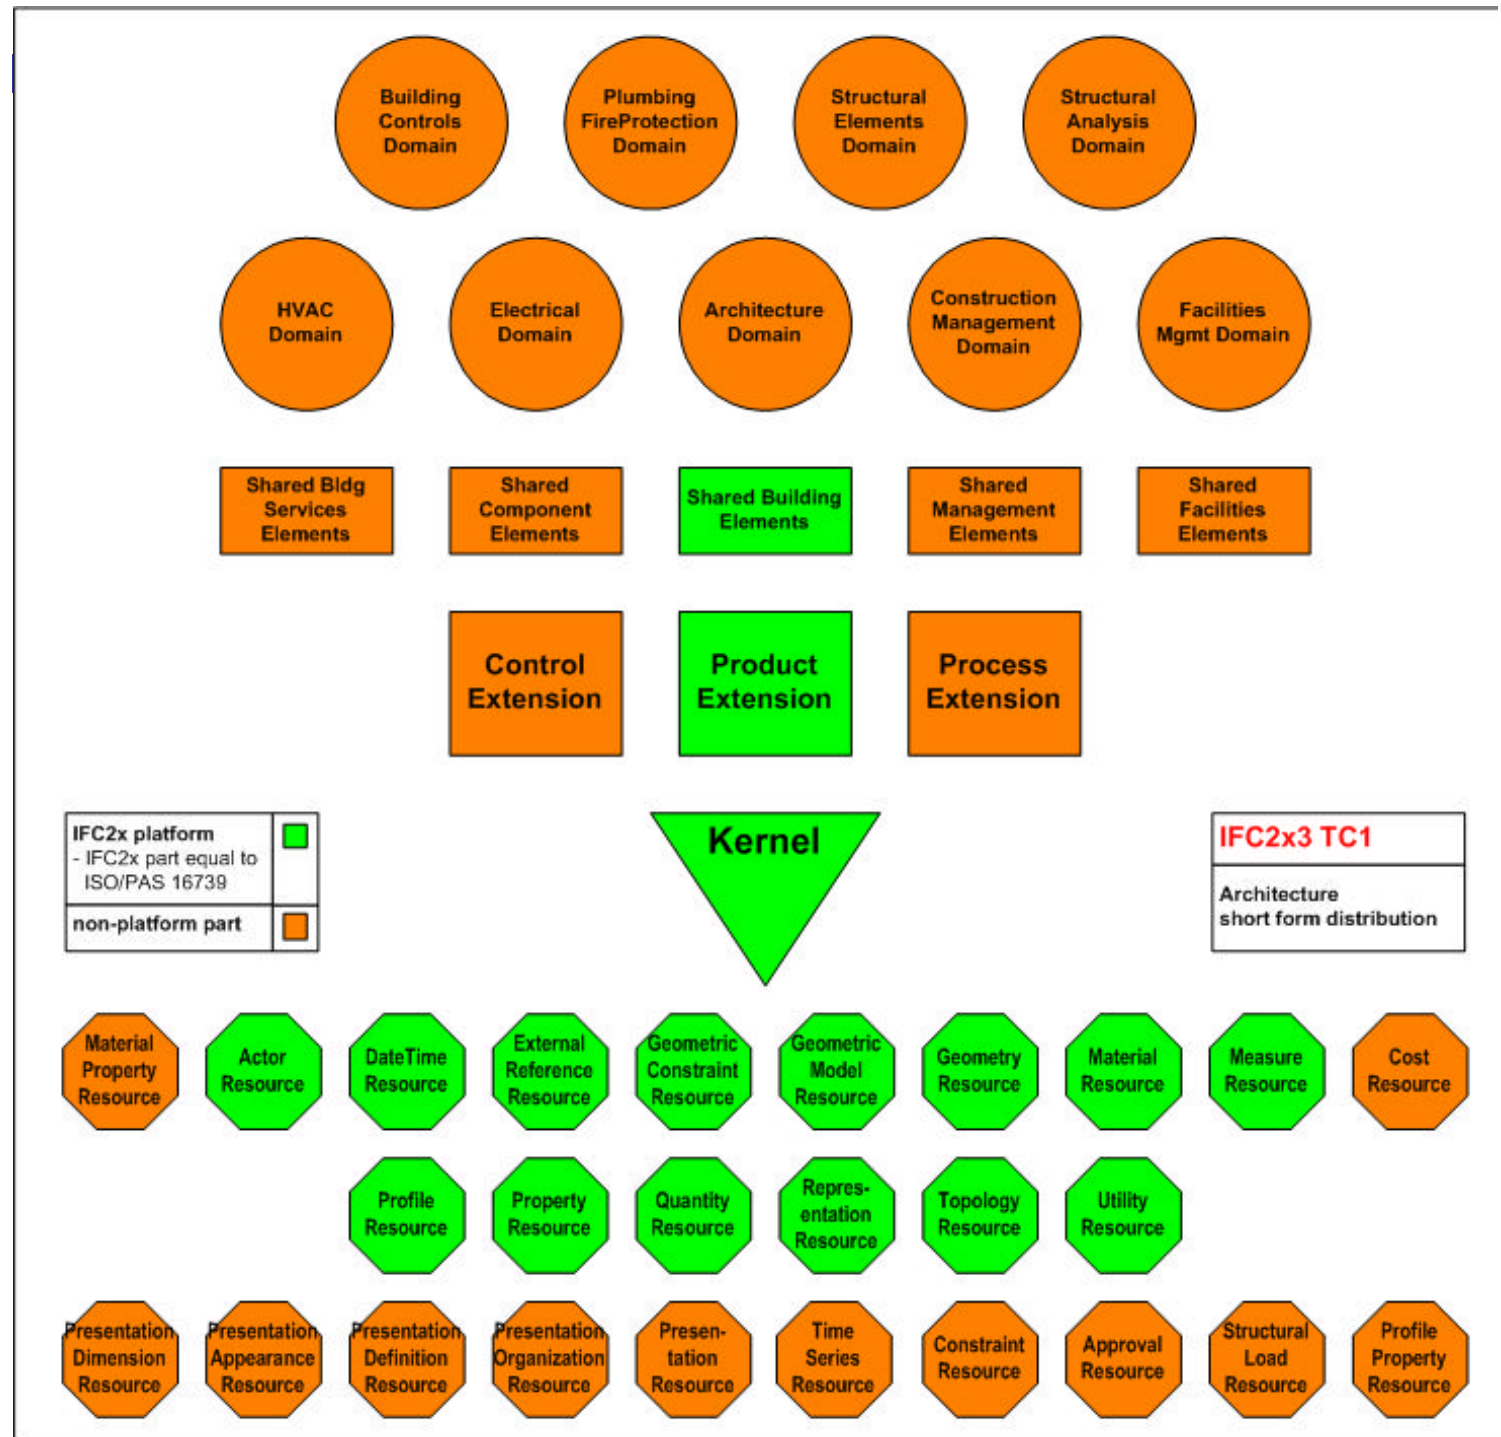 Building
Controls
Domain
Plumbing
FireProtection
Domain
Structural
Elements
Domain
Structural
Analysis
Domain
HVAC
Domain
Electrical
Domain
Architecture
Domain
Construction
Management
Domain
Facilities
Mgmt Domain
Shared Bldg
Services
Elements
Shared
Component
Elements
Shared Building
Elements
Shared
Management
Elements
Shared
Facilities
Elements
Control
Extension
Product
Extension
Process
Extension
IFC2x platform
- IFC2x part equal to
ISO/PAS 16739
non-platform part
Kernel
IFC2x3 TC1
Architecture
short form distribution
Material
Property
Resource
Actor
Resource
DateTime
Resource
External
Reference
Resource
Geometric
Constraint
Resource
Geometric
Model
Resource
Geometry
Resource
Material
Resource
Measure
Resource
Cost
Resource
Profile
Resource
Property
Resource
Quantity
Resource
Repres-
entation
Resource
Topology
Resource
Utility
Resource
Presentation
Dimension
Resource
Presentation
Appearance
Resource
Presentation
Definition
Resource
Presentation
Organization
Resource
Presen-
tation
Resource
Time
Series
Resource
Constraint
Resource
Approval
Resource
Structural
Load
Resource
Profile
Property
Resource